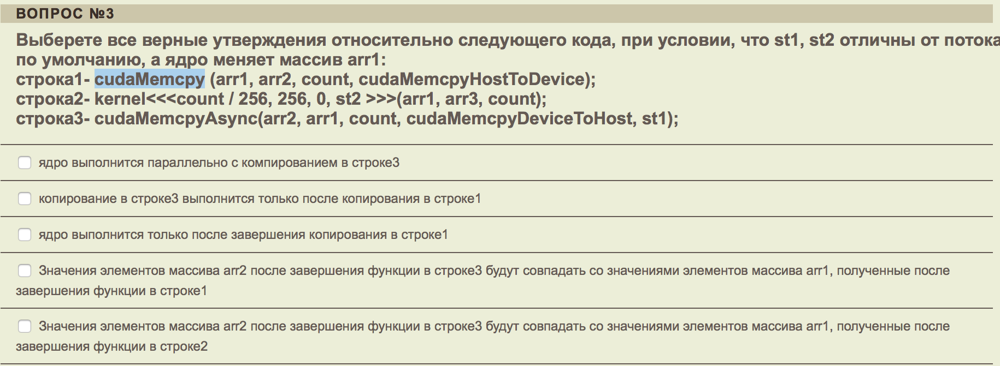 ВОПРОС №3
Выберете все верные утверждения относительно следующего кода, при условии, что st1, st2 отличны от потока
по умолчанию, а ядро меняет массив arr1:
строка1- cudaMemcpy (arr1, arr2, count, cudaMemcpyHostToDevice);
строка2- kernel<<<count / 256, 256, 0, st2 >>>(arr1, arr3, count);
строка3- cudaMemcpyAsync(arr2, arr1, count, cudaMemcpyDeviceToHost, st1);
ядро выполнится параллельно с компированием в строке3
копирование в строке3 выполнится только после копирования в строке1
ядро выполнится только после завершения копирования в строке1
Значения элементов массива arr2 после завершения функции в строке3 будут совпадать со значениями элементов массива arr1, полученные после
завершения функции в строке1
Значения элементов массива arr2 после завершения функции в строке3 будут совпадать со значениями элементов массива arr1, полученные после
завершения функции в строке2